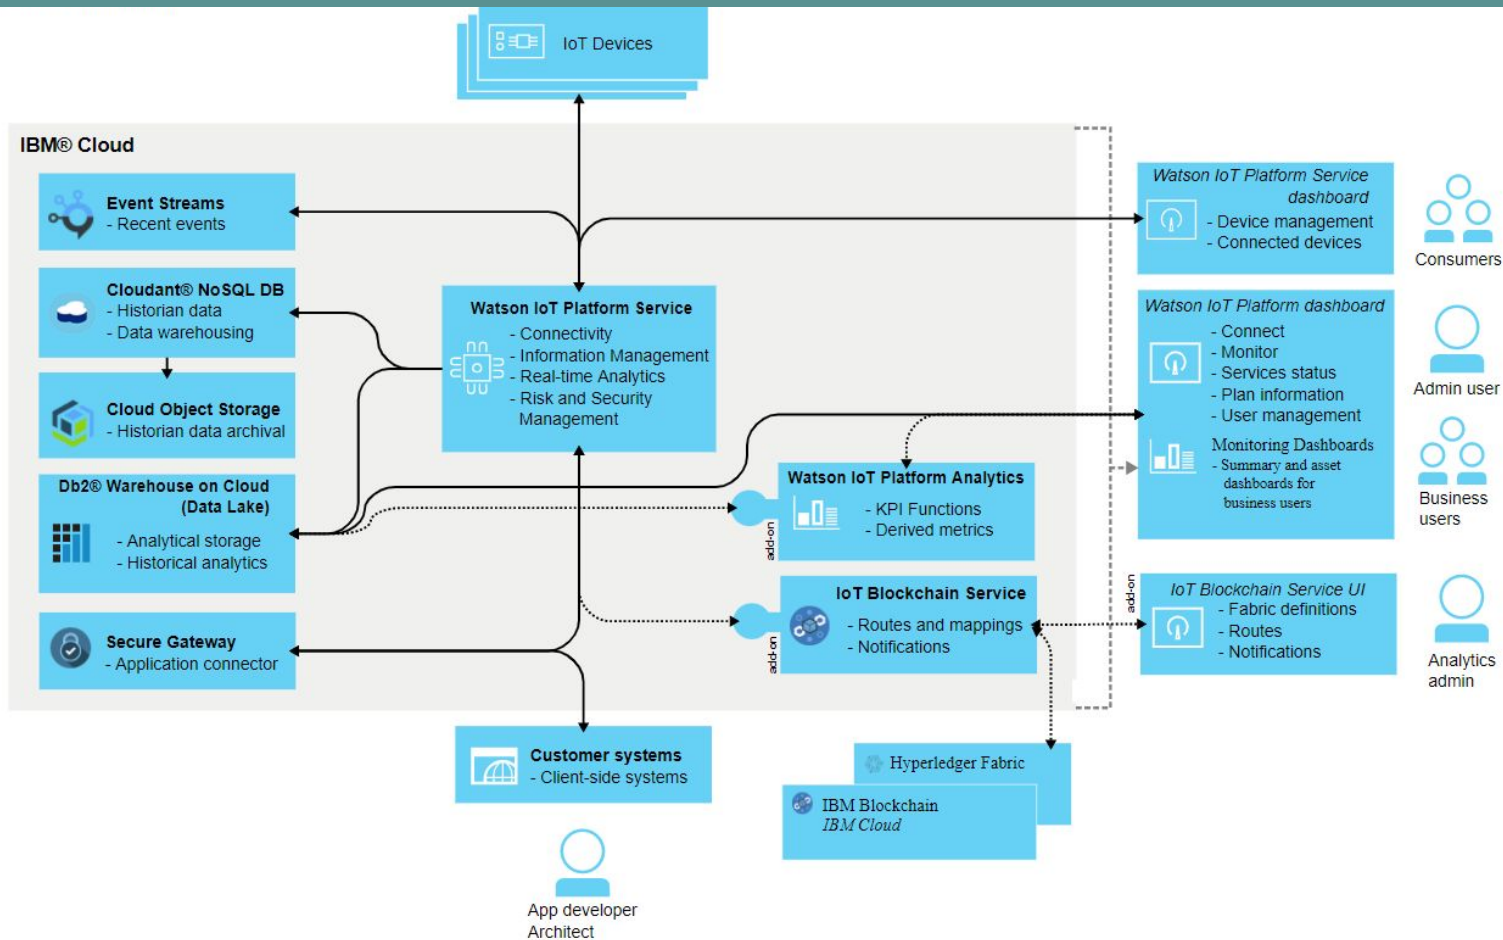 IoT Devices
IBM® Cloud
Event Streams
- Recent events
Cloudant® NoSQL DB
- Historian data
- Data warehousing
Cloud Object Storage
- Historian data archival
Db2® Warehouse on Cloud
(Data Lake)
- Analytical storage
- Historical analytics
Secure Gateway
- Application connector
Watson IoT Platform Service
- Connectivity
- Information Management
- Real-time Analytics
- Risk and Security
Management
Watson IoT Platform Analytics
- KPI Functions
- Derived metrics
add-on
IoT Blockchain Service
- Routes and mappings
- Notifications
add-on
Watson IoT Platform Service
dashboard
- Device management
- Connected devices
Consumers
Watson IoT Platform dashboard
- Connect
- Monitor
- Services status
- Plan information
- User management
Monitoring Dashboards
- Summary and asset
dashboards for
business users
Admin user
Business
users
add-on
IoT Blockchain Service UI
- Fabric definitions
- Routes
- Notifications
Analytics
admin
Customer systems
- Client-side systems
Hyperledger Fabric
IBM Blockchain
IBM Cloud
App developer
Architect